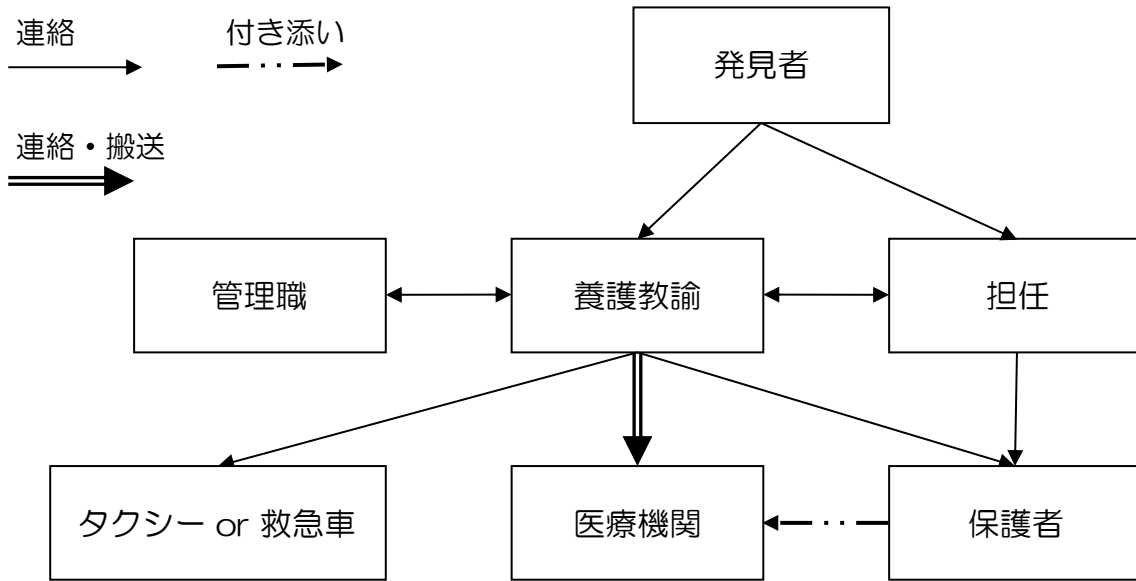 連絡
付き添い
発見者
連絡・搬送
管理職
養護教諭
担任
タクシー or 救急車
医療機関
保護者